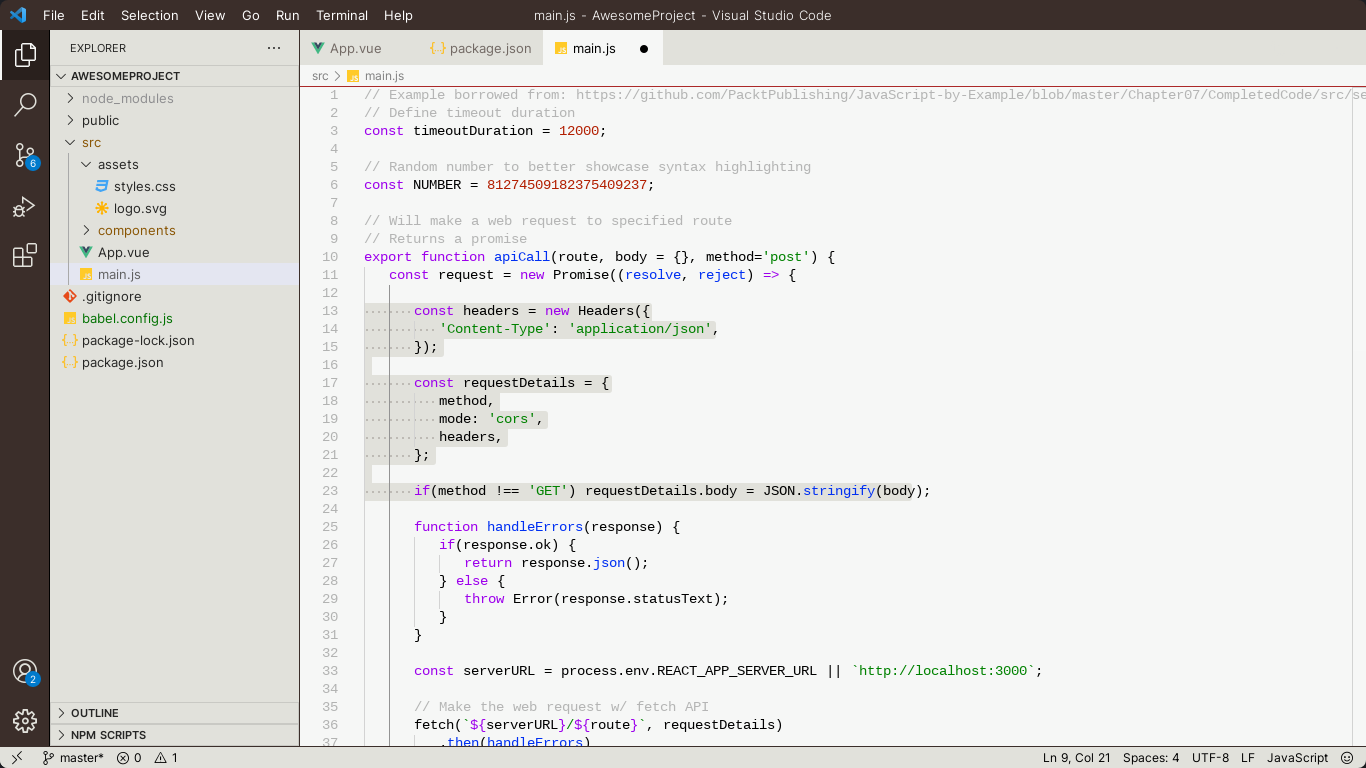 File Edit Selection View Go Run Terminal Help
main.js - AwesomeProject - Visual Studio Code
EXPLORER
AWESOMEPROJECT
node_modules
public
src
assets
styles.css
logo.svg
components
App.vue
main.js
.gitignore
babel.config.js
package-lock.json
package.json
OUTLINE
NPM SCRIPTS
6
2
App.vue
package.json
main.js
src main.js
1 // Example borrowed from: https://github.com/PacktPublishing/JavaScript-by-Example/blob/master/Chapter07/CompletedCode/src/se
2 // Define timeout duration
3 const timeoutDuration = 12000;
4
5 // Random number to better showcase syntax highlighting
6 const NUMBER = 81274509182375409237;
7
8 // Will make a web request to specified route
9 // Returns a promise
10 export function apiCall(route, body = {}, method='post') {
11 const request = new Promise((resolve, reject) => {
12
13 const headers = new Headers({
14 'Content-Type': 'application/json',
15 });
16
17 const requestDetails = {
18 method,
19 mode: 'cors',
20 headers,
21 };
22
23 if(method !== 'GET') requestDetails.body = JSON.stringify(body);
24
25 function handleErrors(response) {
26 if(response.ok) {
27 return response.json();
28 } else {
29 throw Error(response.statusText);
30 }
31 }
32
33 const serverURL = process.env.REACT_APP_SERVER_URL || `http://localhost:3000`;
34
35 // Make the web request w/ fetch API
36 fetch(`${serverURL}/${route}`, requestDetails)
37 .then(handleErrors)
master* 0 1
Ln 9, Col 21 Spaces: 4 UTF-8 LF JavaScript